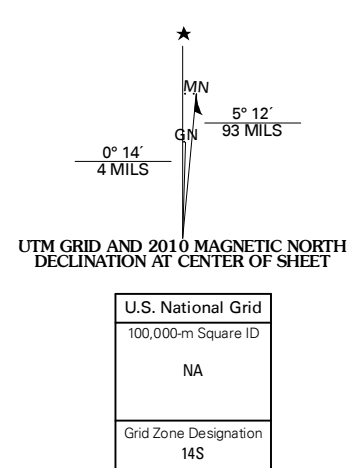 MN
5° 12´
93 MILS
GN
0° 14´
4 MILS
UTM GRID AND 2010 MAGNETIC NORTH
DECLINATION AT CENTER OF SHEET
U.S. National Grid
100,000-m Square ID
NA
Grid Zone Designation
14S